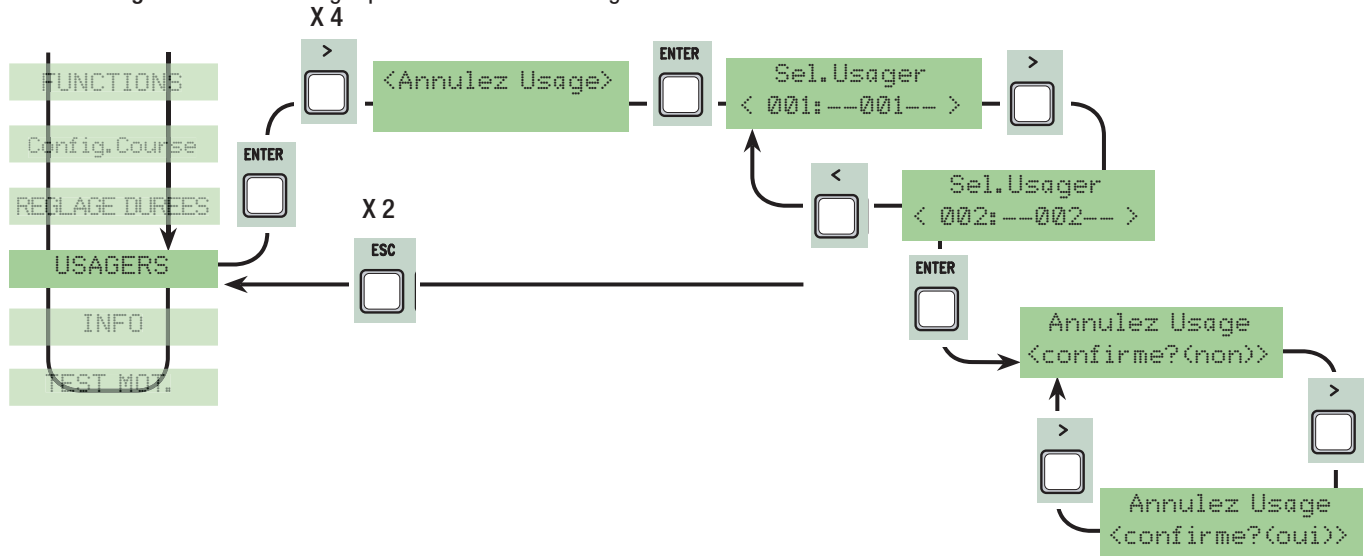 X 4
>
<Annulez Usage>
ENTER
Sel.Usager
< 001:--001-- >
>
FUNCTIONS
Config.Course
REGLAGE DUREES
USAGERS
INFO
TEST MOT.
ENTER
X 2
ESC
<
Sel.Usager
< 002:--002-- >
ENTER
Annulez Usage
<confirme?(non)>
>
>
Annulez Usage
<confirme?(oui)>